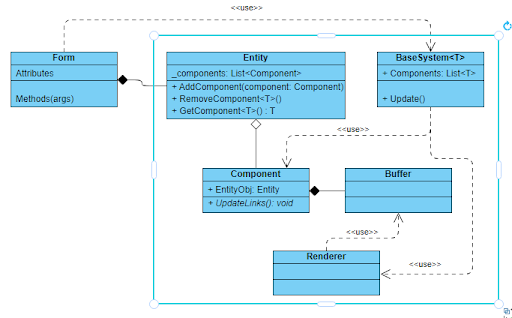 <<use>>
Form
Attributes
Methods(args)
Entity
_components: List<Component>
+ AddComponent(component: Component)
+ RemoveComponent<T>()
+ GetComponent<T>() : T
BaseSystem<T>
+ Components: List<T>
+ Update()
<<use>>
Component
+ EntityObj: Entity
+ UpdateLinks(): void
Buffer
<<use>>
Renderer
<<use>>